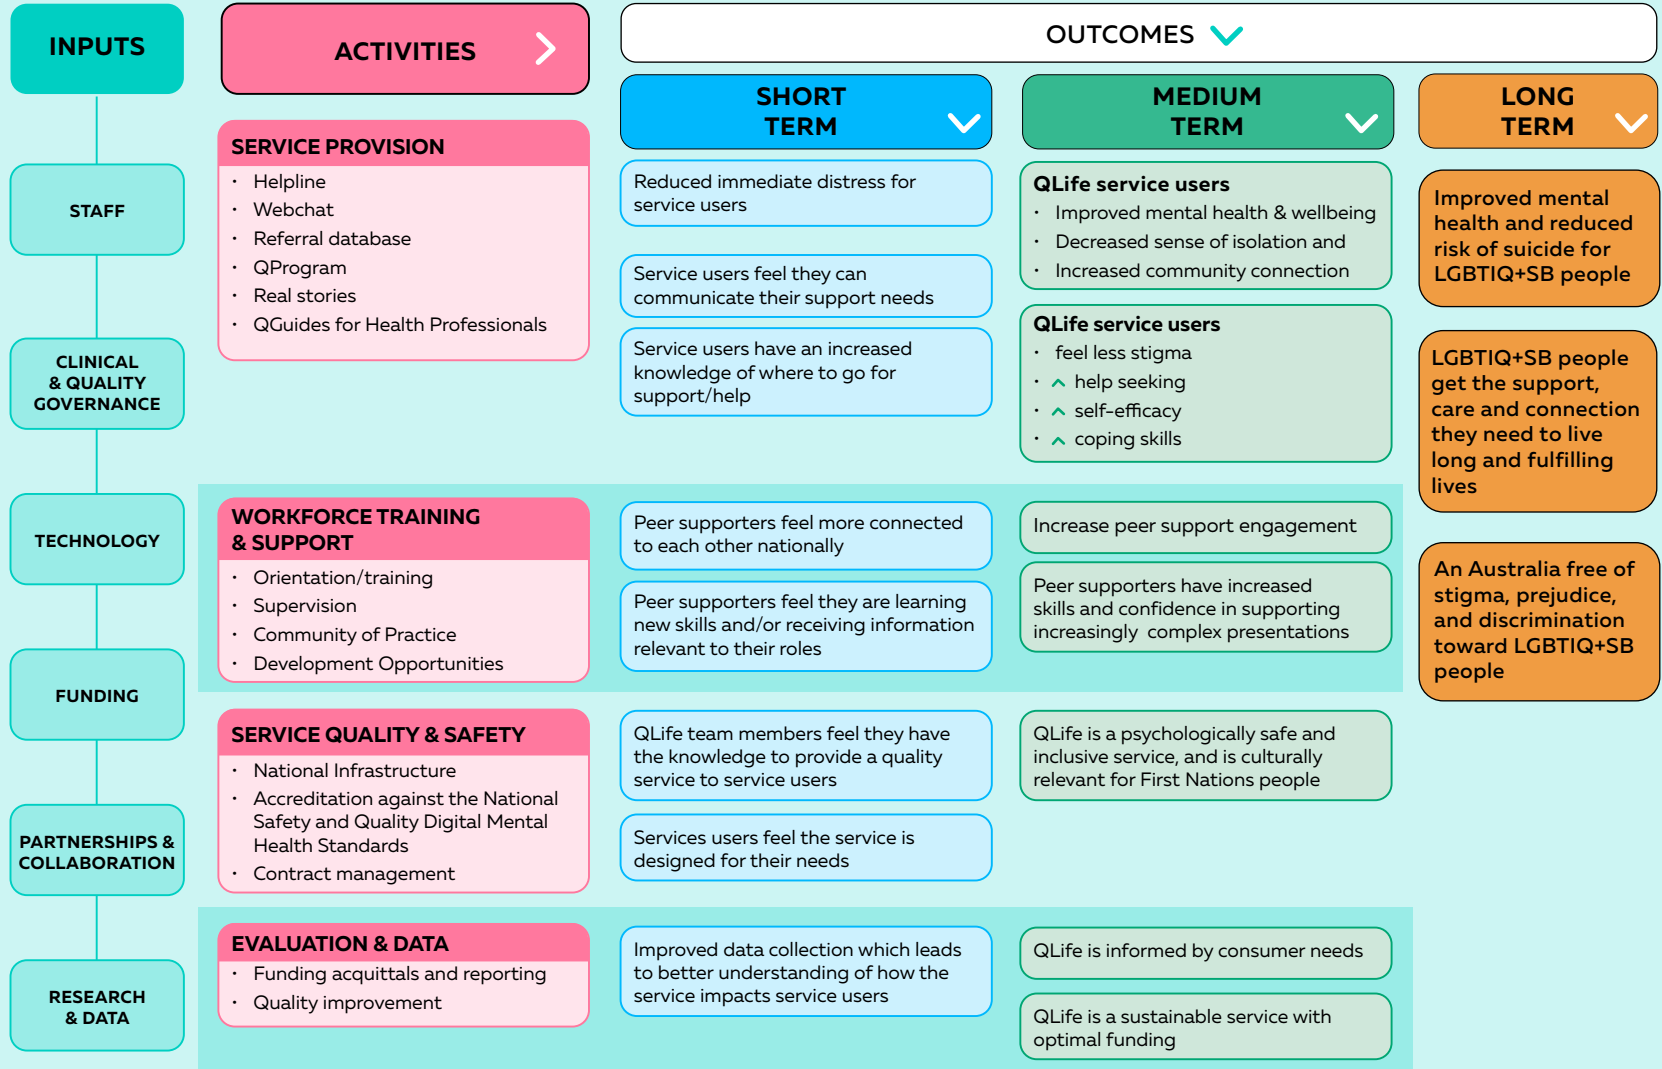 INPUTS
STAFF
CLINICAL
& QUALITY
GOVERNANCE
TECHNOLOGY
FUNDING
PARTNERSHIPS &
COLLABORATION
RESEARCH
& DATA
ACTIVITIES
SERVICE PROVISION
· Helpline
· Webchat
· Referral database
· QProgram
· Real stories
· QGuides for Health Professionals
WORKFORCE TRAINING
& SUPPORT
· Orientation/training
· Supervision
· Community of Practice
· Development Opportunities
SERVICE QUALITY & SAFETY
· National Infrastructure
· Accreditation against the National
Safety and Quality Digital Mental
Health Standards
· Contract management
EVALUATION & DATA
· Funding acquittals and reporting
· Quality improvement
OUTCOMES
SHORT
TERM
Reduced immediate distress for
service users
Service users feel they can
communicate their support needs
Service users have an increased
knowledge of where to go for
support/help
Peer supporters feel more connected
to each other nationally
Peer supporters feel they are learning
new skills and/or receiving information
relevant to their roles
QLife team members feel they have
the knowledge to provide a quality
service to service users
Services users feel the service is
designed for their needs
Improved data collection which leads
to better understanding of how the
service impacts service users
MEDIUM
TERM
QLife service users
· Improved mental health & wellbeing
· Decreased sense of isolation and
· Increased community connection
QLife service users
· feel less stigma
· ^ help seeking
· ^ self-efficacy
· ^ coping skills
Increase peer support engagement
Peer supporters have increased
skills and confidence in supporting
increasingly complex presentations
QLife is a psychologically safe and
inclusive service, and is culturally
relevant for First Nations people
QLife is informed by consumer needs
QLife is a sustainable service with
optimal funding
LONG
TERM
Improved mental
health and reduced
risk of suicide for
LGBTIQ+SB people
LGBTIQ+SB people
get the support,
care and connection
they need to live
long and fulfilling
lives
An Australia free of
stigma, prejudice,
and discrimination
toward LGBTIQ+SB
people